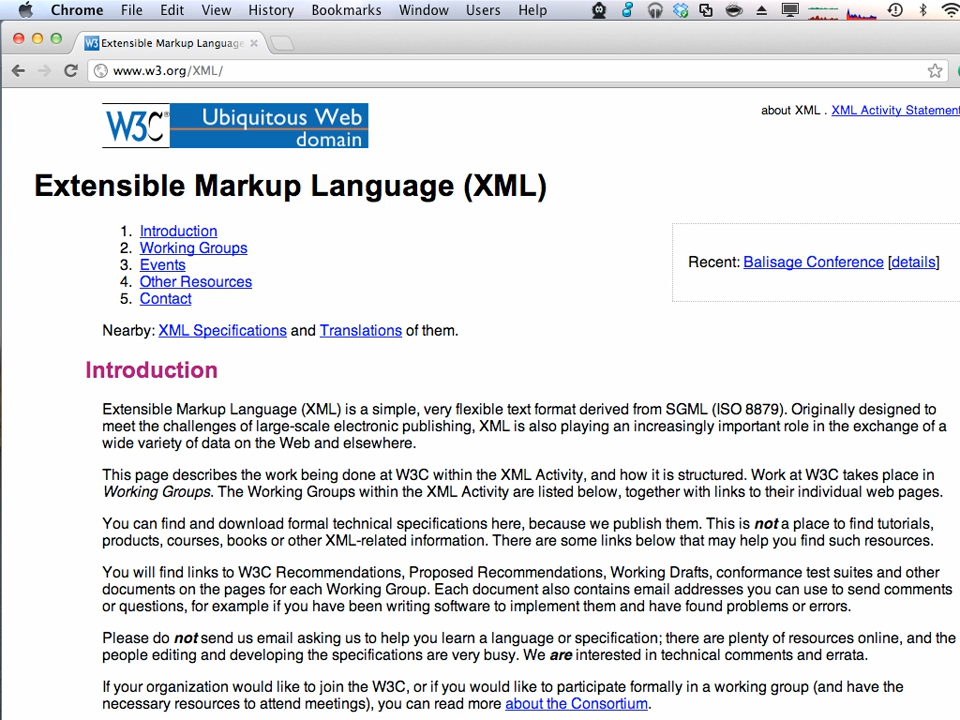 Chrome File Edit View History Bookmarks Window Users Help
Extensible Markup Language
www.w3.org/XML/
W3C® Ubiquitous Web
domain
about XML . XML Activity Statement
Extensible Markup Language (XML)
1. Introduction
2. Working Groups
3. Events
4. Other Resources
5. Contact
Recent: Balisage Conference [details]
Nearby: XML Specifications and Translations of them.
Introduction
Extensible Markup Language (XML) is a simple, very flexible text format derived from SGML (ISO 8879). Originally designed to
meet the challenges of large-scale electronic publishing, XML is also playing an increasingly important role in the exchange of a
wide variety of data on the Web and elsewhere.
This page describes the work being done at W3C within the XML Activity, and how it is structured. Work at W3C takes place in
Working Groups. The Working Groups within the XML Activity are listed below, together with links to their individual web pages.
You can find and download formal technical specifications here, because we publish them. This is not a place to find tutorials,
products, courses, books or other XML-related information. There are some links below that may help you find such resources.
You will find links to W3C Recommendations, Proposed Recommendations, Working Drafts, conformance test suites and other
documents on the pages for each Working Group. Each document also contains email addresses you can use to send comments
or questions, for example if you have been writing software to implement them and have found problems or errors.
Please do not send us email asking us to help you learn a language or specification; there are plenty of resources online, and the
people editing and developing the specifications are very busy. We are interested in technical comments and errata.
If your organization would like to join the W3C, or if you would like to participate formally in a working group (and have the
necessary resources to attend meetings), you can read more about the Consortium.